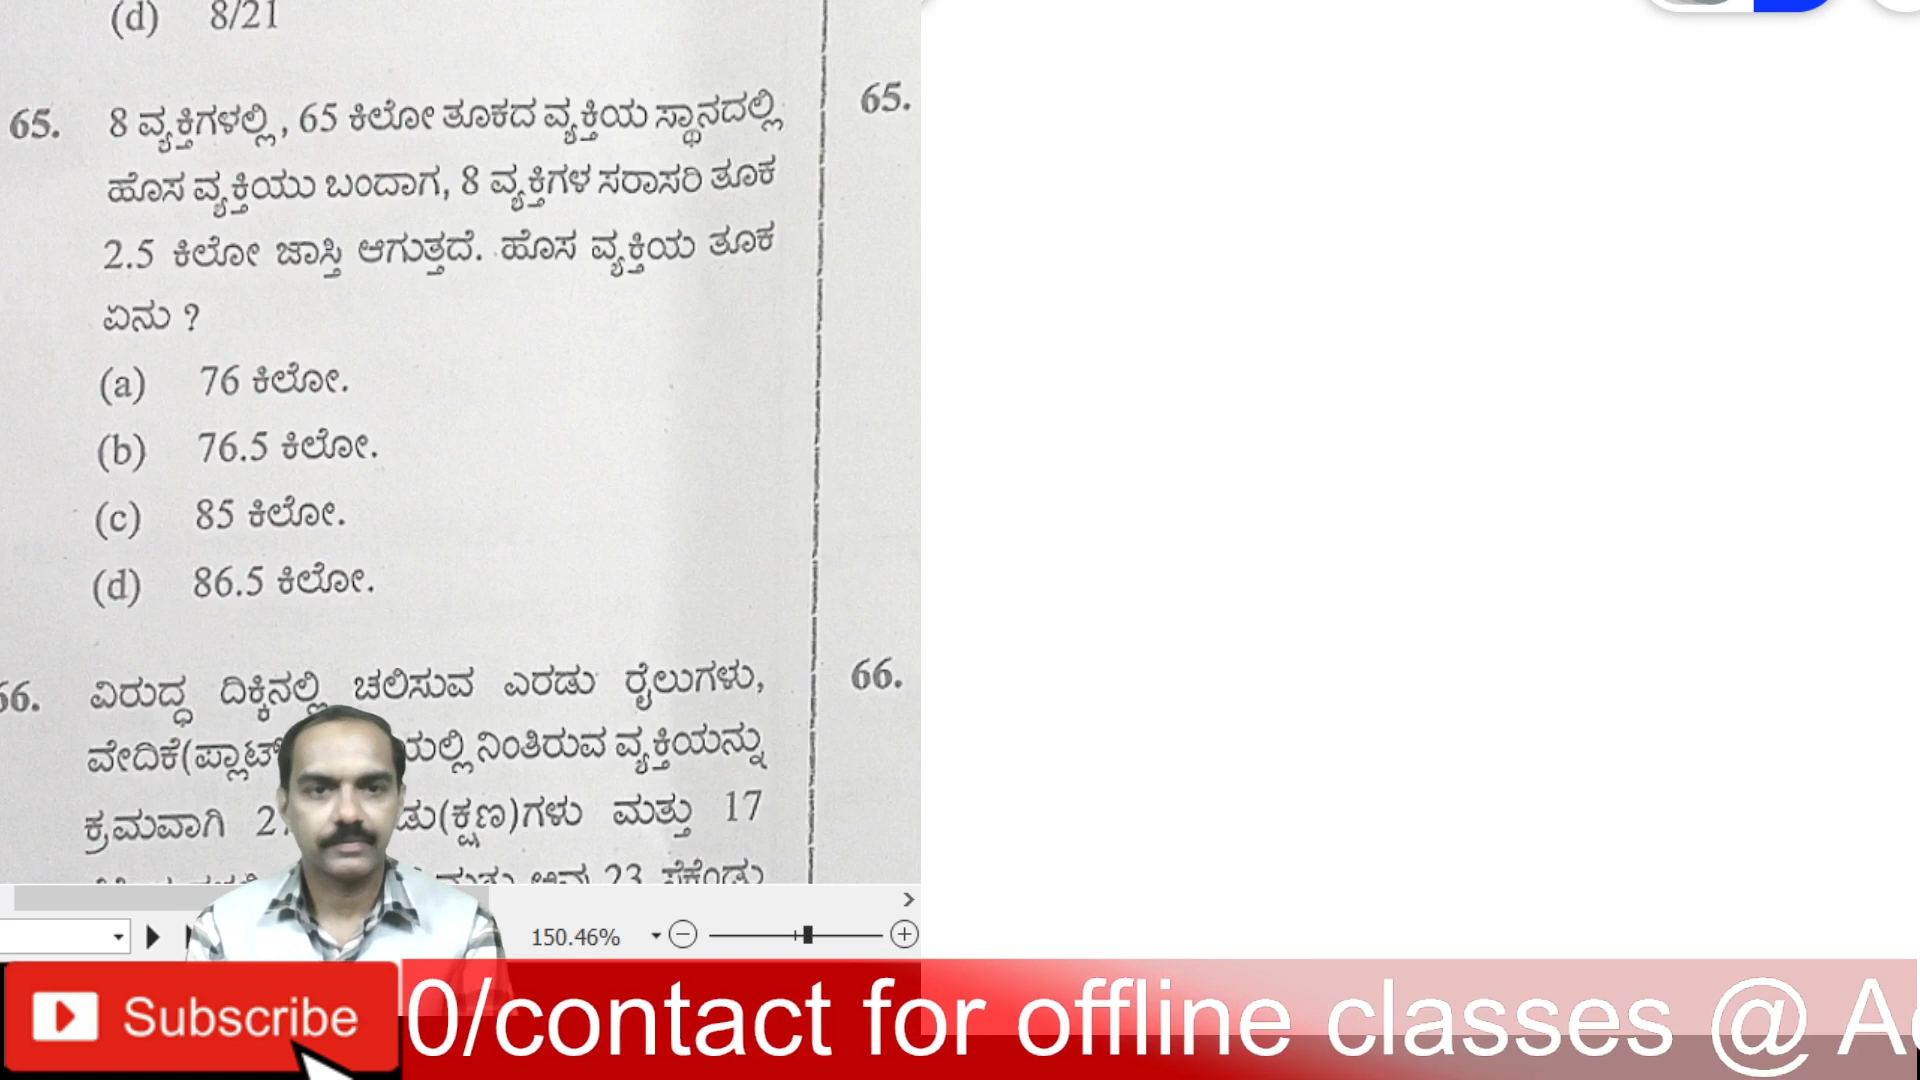 (d) 8/21
65. 8 ವ್ಯಕ್ತಿಗಳಲ್ಲಿ, 65 ಕಿಲೋ ತೂಕದ ವ್ಯಕ್ತಿಯ ಸ್ಥಾನದಲ್ಲಿ
ಹೊಸ ವ್ಯಕ್ತಿಯು ಬಂದಾಗ, 8 ವ್ಯಕ್ತಿಗಳ ಸರಾಸರಿ ತೂಕ
2.5 ಕಿಲೋ ಜಾಸ್ತಿ ಆಗುತ್ತದೆ. ಹೊಸ ವ್ಯಕ್ತಿಯ ತೂಕ
ಏನು ?
(a) 76 ಕಿಲೋ.
(b) 76.5 ಕಿಲೋ.
(c) 85 ಕಿಲೋ.
(d) 86.5 ಕಿಲೋ.
66. ವಿರುದ್ಧ ದಿಕ್ಕಿನಲ್ಲಿ ಚಲಿಸುವ ಎರಡು ರೈಲುಗಳು,
ವೇದಿಕೆ(ಪ್ಲಾಟ್ ಯಲ್ಲಿ ನಿಂತಿರುವ ವ್ಯಕ್ತಿಯನ್ನು
ಕ್ರಮವಾಗಿ 2 ಡು(ಕ್ಷಣ)ಗಳು ಮತ್ತು 17
23 ಸೆಕೆಂಡು
65.
66.
150.46%
Subscribe
0/contact for offline classes @ A